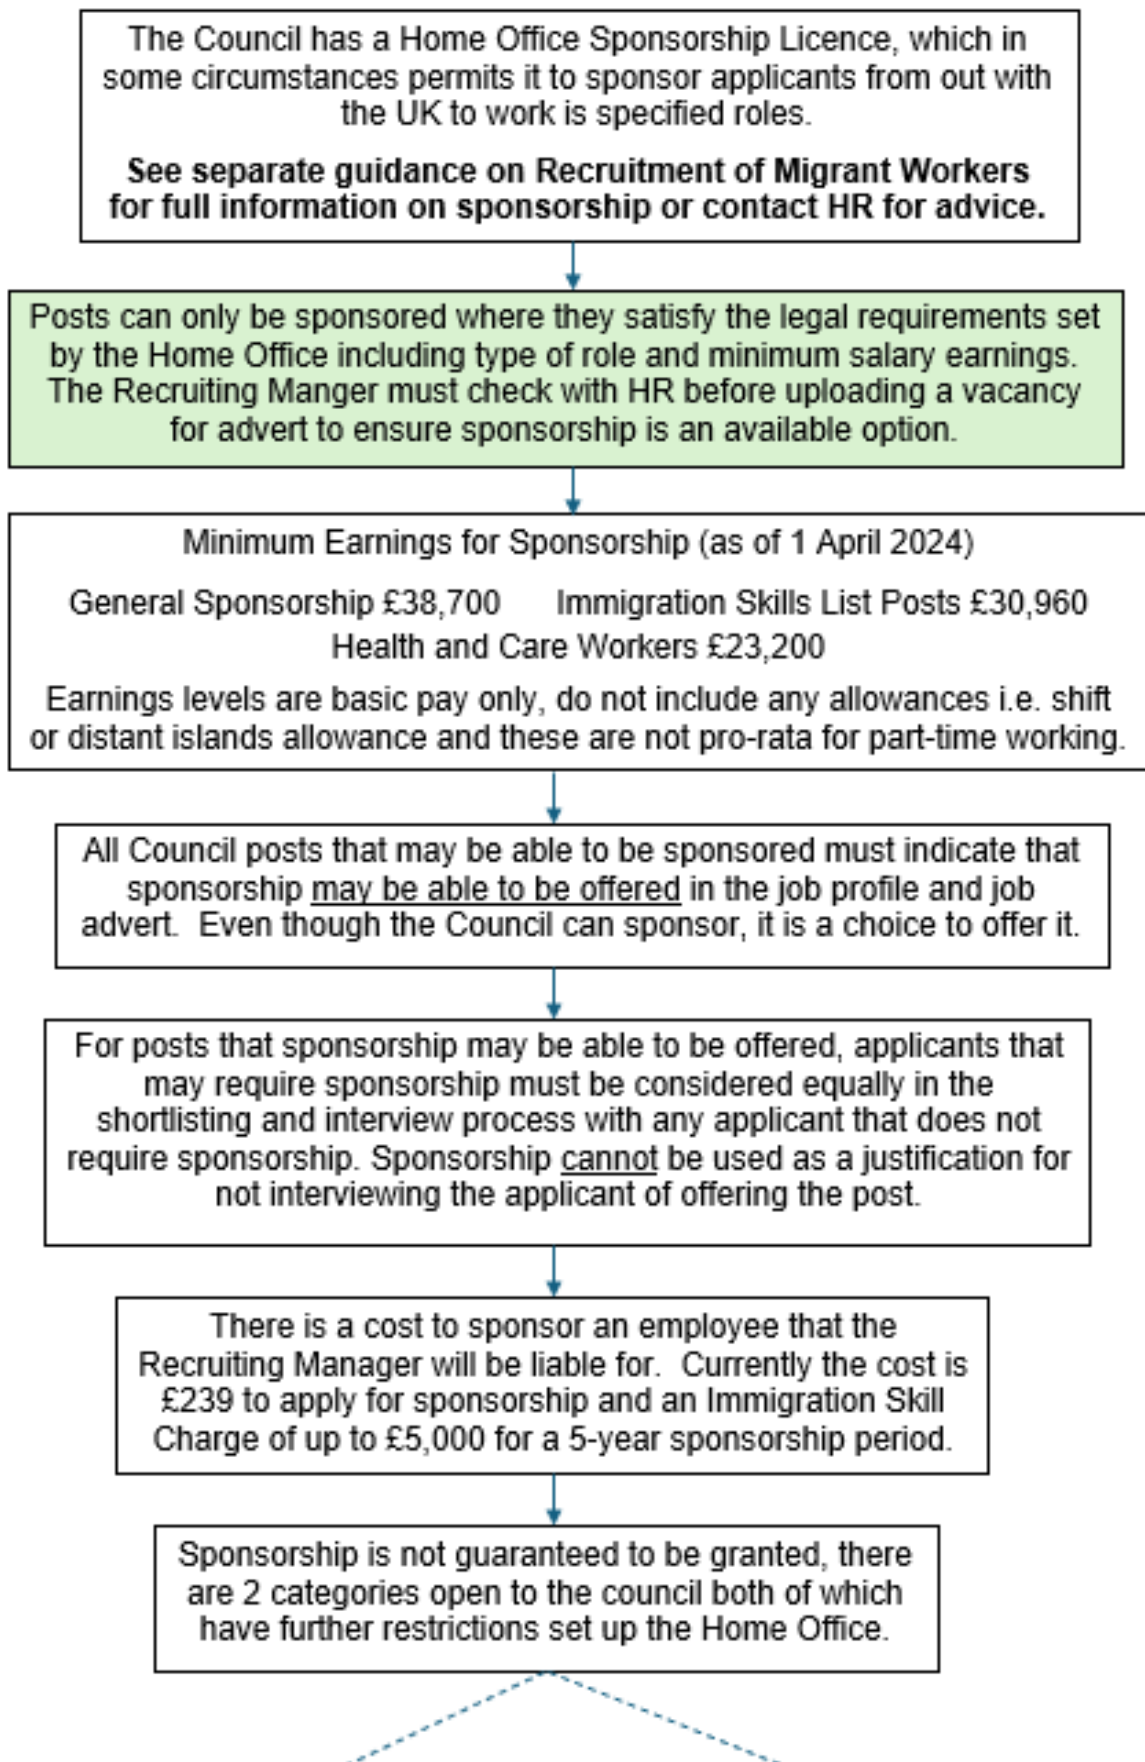 The Council has a Home Office Sponsorship Licence, which in
some circumstances permits it to sponsor applicants from out with
the UK to work is specified roles.
See separate guidance on Recruitment of Migrant Workers
for full information on sponsorship or contact HR for advice.
Posts can only be sponsored where they satisfy the legal requirements set
by the Home Office including type of role and minimum salary earnings.
The Recruiting Manger must check with HR before uploading a vacancy
for advert to ensure sponsorship is an available option.
Minimum Earnings for Sponsorship (as of 1 April 2024)
General Sponsorship £38,700 Immigration Skills List Posts £30,960
Health and Care Workers £23,200
Earnings levels are basic pay only, do not include any allowances i.e. shift
or distant islands allowance and these are not pro-rata for part-time working.
All Council posts that may be able to be sponsored must indicate that
sponsorship may be able to be offered in the job profile and job
advert. Even though the Council can sponsor, it is a choice to offer it.
For posts that sponsorship may be able to be offered, applicants that
may require sponsorship must be considered equally in the
shortlisting and interview process with any applicant that does not
require sponsorship. Sponsorship cannot be used as a justification for
not interviewing the applicant of offering the post.
There is a cost to sponsor an employee that the
Recruiting Manager will be liable for. Currently the cost is
£239 to apply for sponsorship and an Immigration Skill
Charge of up to £5,000 for a 5-year sponsorship period.
Sponsorship is not guaranteed to be granted, there
are 2 categories open to the council both of which
have further restrictions set up the Home Office.